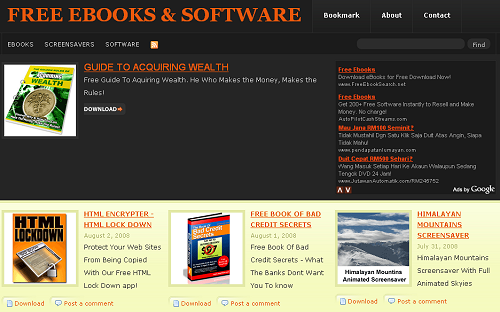 FREE EBOOKS & SOFTWARE
Bookmark
About
Contact
EBOOKS
SCREENSAVERS
SOFTWARE
Find
ACQUIRING
WEALTH
GUIDE TO ACQUIRING WEALTH
Free Guide To Aquiring Wealth. He Who Makes the Money, Makes the
Rules!
DOWNLOAD
Free Ebooks
Download eBooks for Free Download Now!
www.FreeEbookSearch.net
Free Ebooks
Get 200+ Free Software Instantly to Resell and Make
Money. No charge!
AutoPilotCashStreams.com
Mau Jana RM100 Seminit?
Tidak Mustahil Dgn Satu Klik Saja Duit Atas Angin, Siapa
Tidak Mahu!
www.pendapatanlumayan.com
Duit Cepat RM500 Sehari?
Wang Masuk Setiap Hari Ke Akaun Walaupun Sedang
Tengok DVD 24 Jam!
www.JutawanAutomatik.com/RM246762
Ads by Google
HTML
LOCKDOWN
HTML ENCRYPTER -
HTML LOCK DOWN
August 2, 2008
Protect Your Web Sites
From Being Copied
With Our Free HTML
Lock Down app!
Download
Post a comment
Bad Credit
Secrets
$97
FREE BOOK OF BAD
CREDIT SECRETS
August 1, 2008
Free Book Of Bad
Credit Secrets - What
The Banks Dont Want
You To know
Download
Post a comment
Himalayan Mountins
Animated Screensaver
HIMALAYAN
MOUNTAINS
SCREENSAVER
July 31, 2008
Himalayan Mountains
Screensaver With Full
Animated Skyies
Download
Post a comment